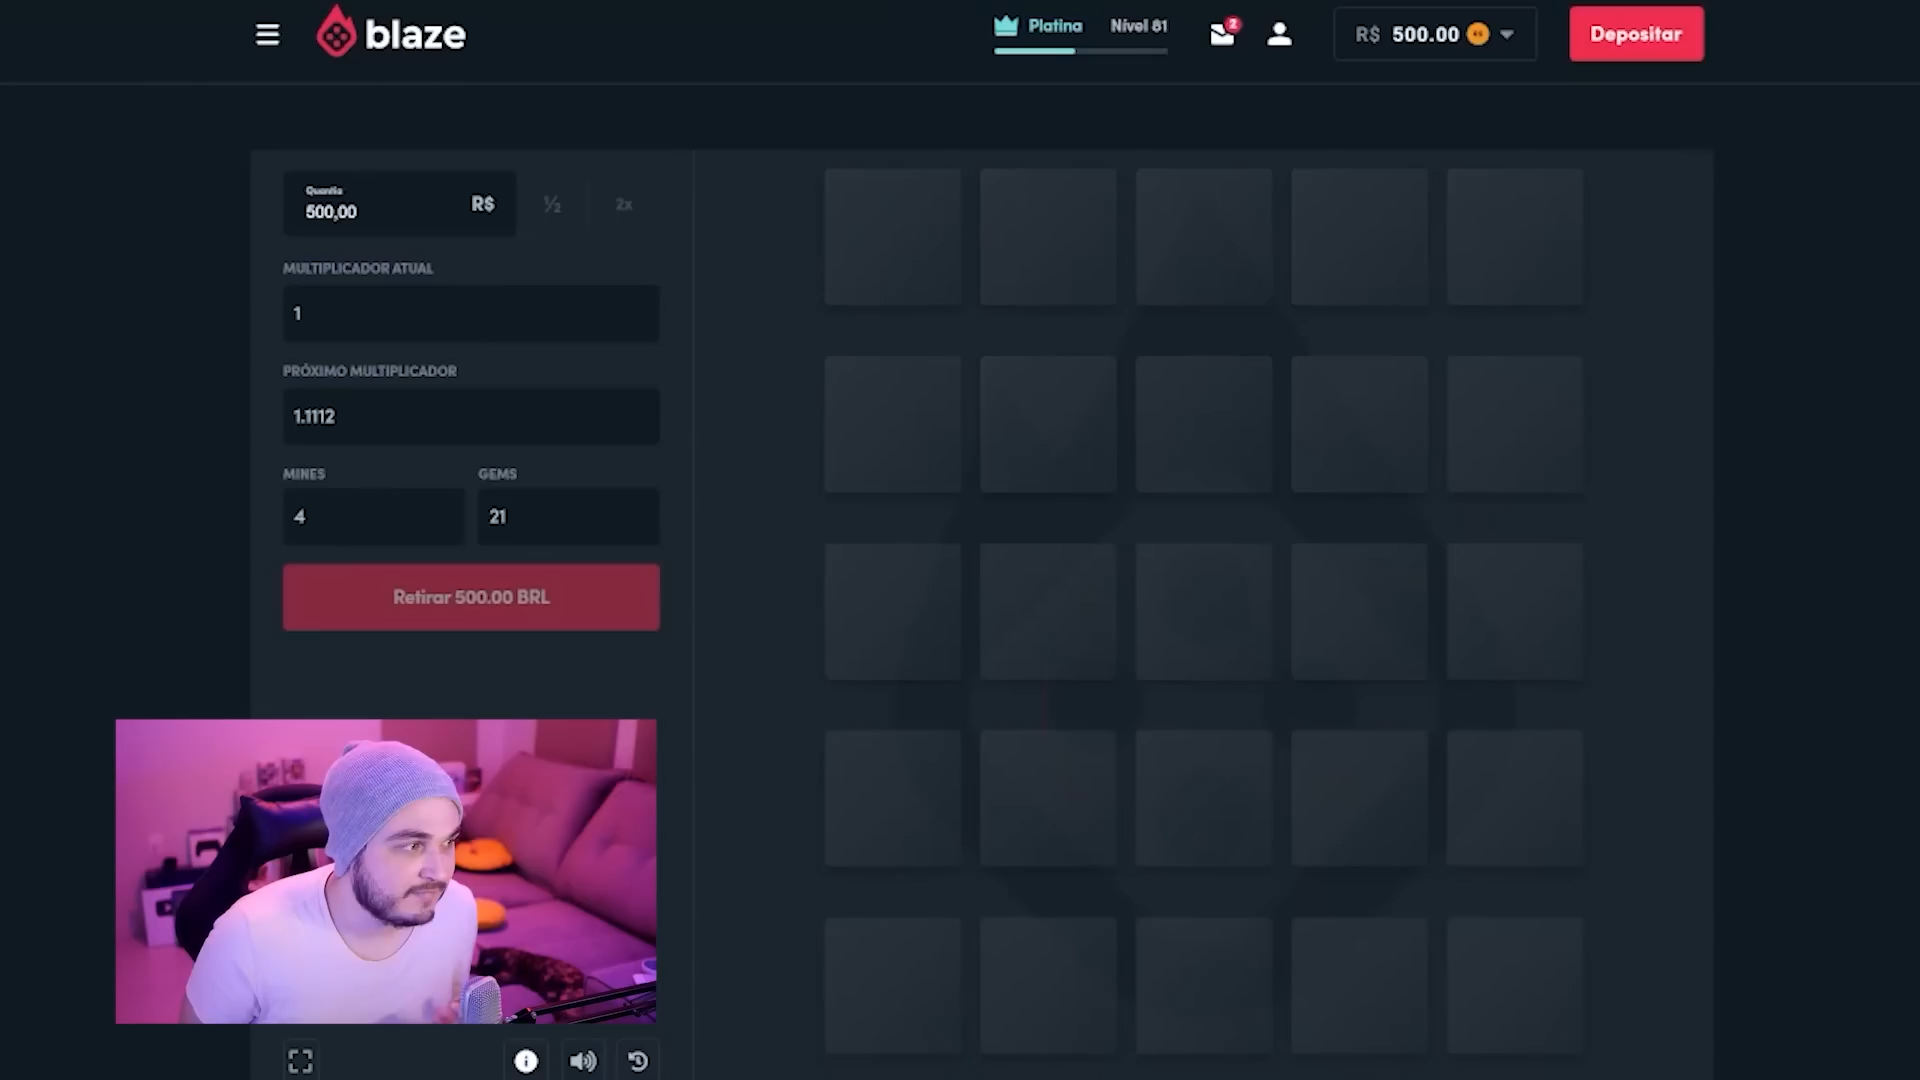 blaze
Platina Nível 81
2
R$ 500.00
Depositar
Quantia
500,00 R$ ½ 2x
MULTIPLICADOR ATUAL
1
PRÓXIMO MULTIPLICADOR
1.1112
MINES GEMS
4 21
Retirar 500.00 BRL